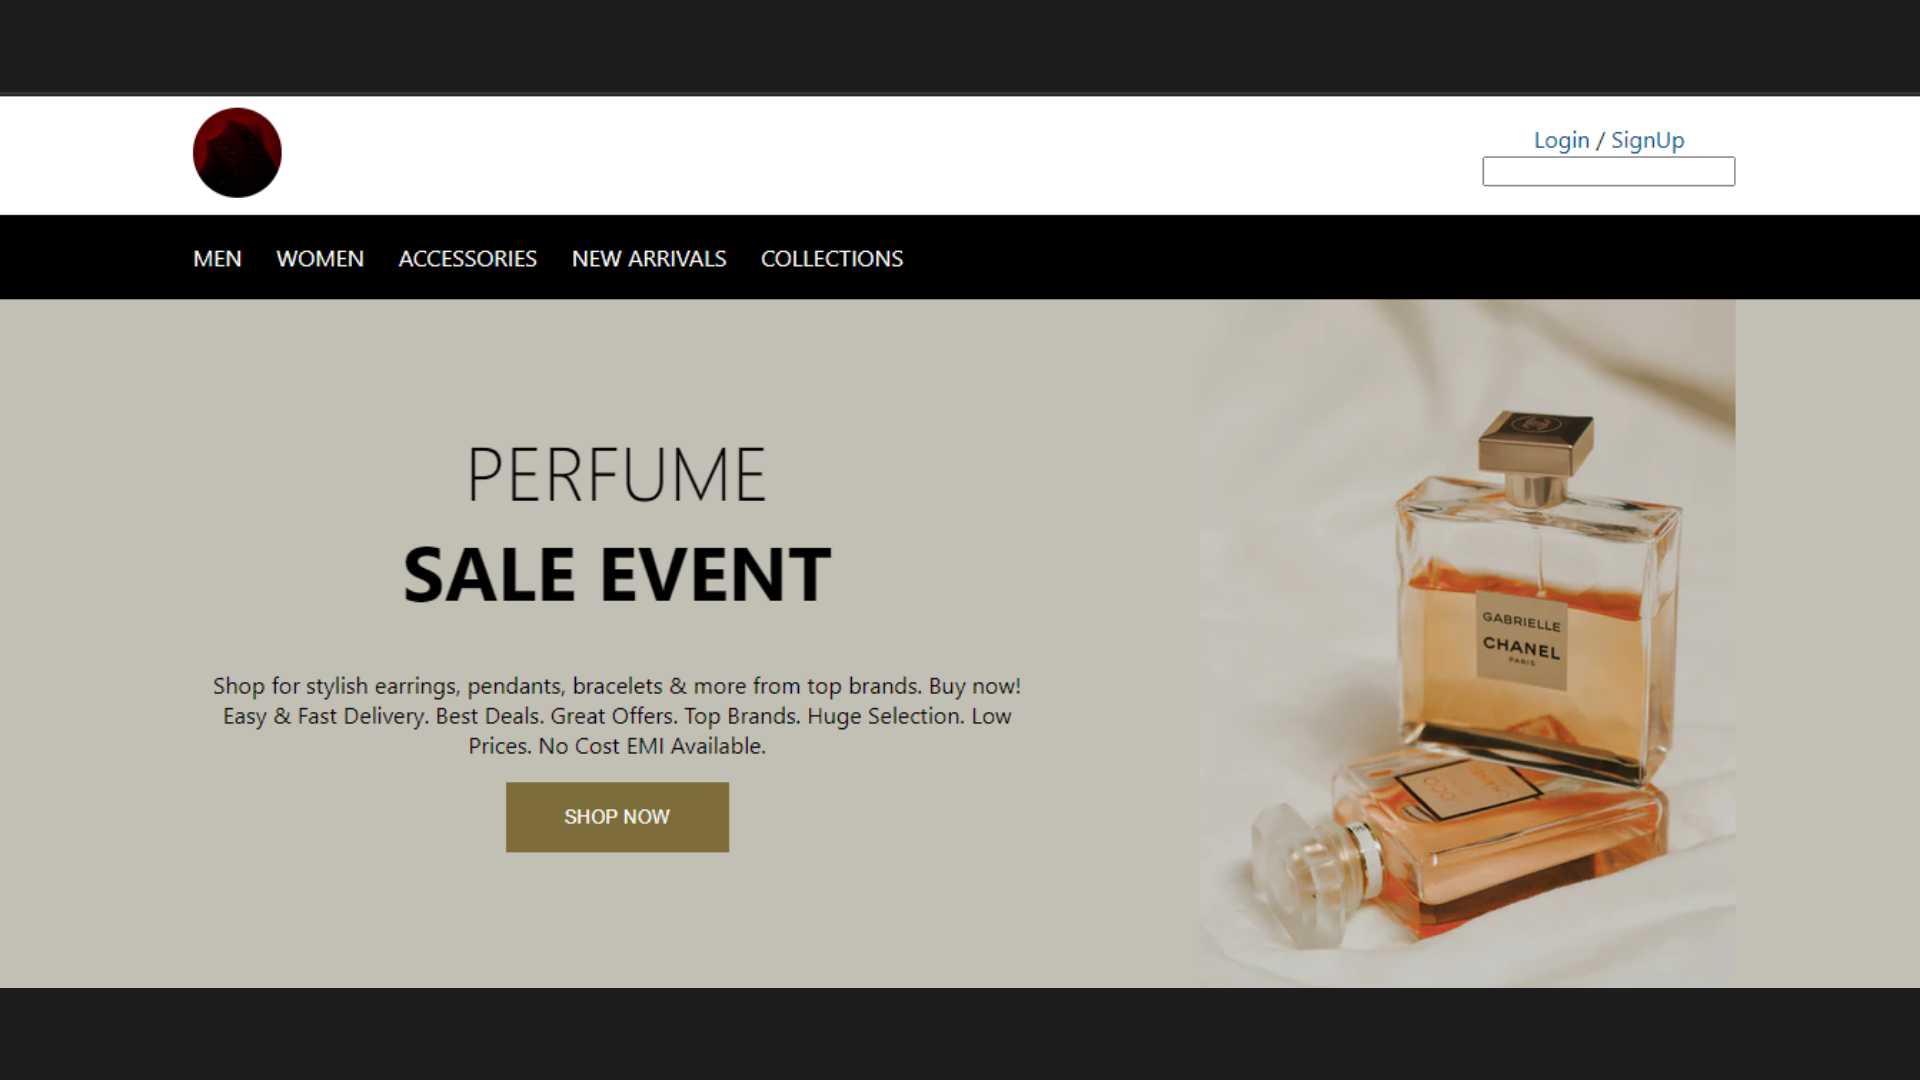 Login / SignUp
MEN WOMEN ACCESSORIES NEW ARRIVALS COLLECTIONS
PERFUME
SALE EVENT
Shop for stylish earrings, pendants, bracelets & more from top brands. Buy now!
Easy & Fast Delivery. Best Deals. Great Offers. Top Brands. Huge Selection. Low
Prices. No Cost EMI Available.
SHOP NOW
GABRIELLE
CHANEL
PARIS
COCO
CHANEL